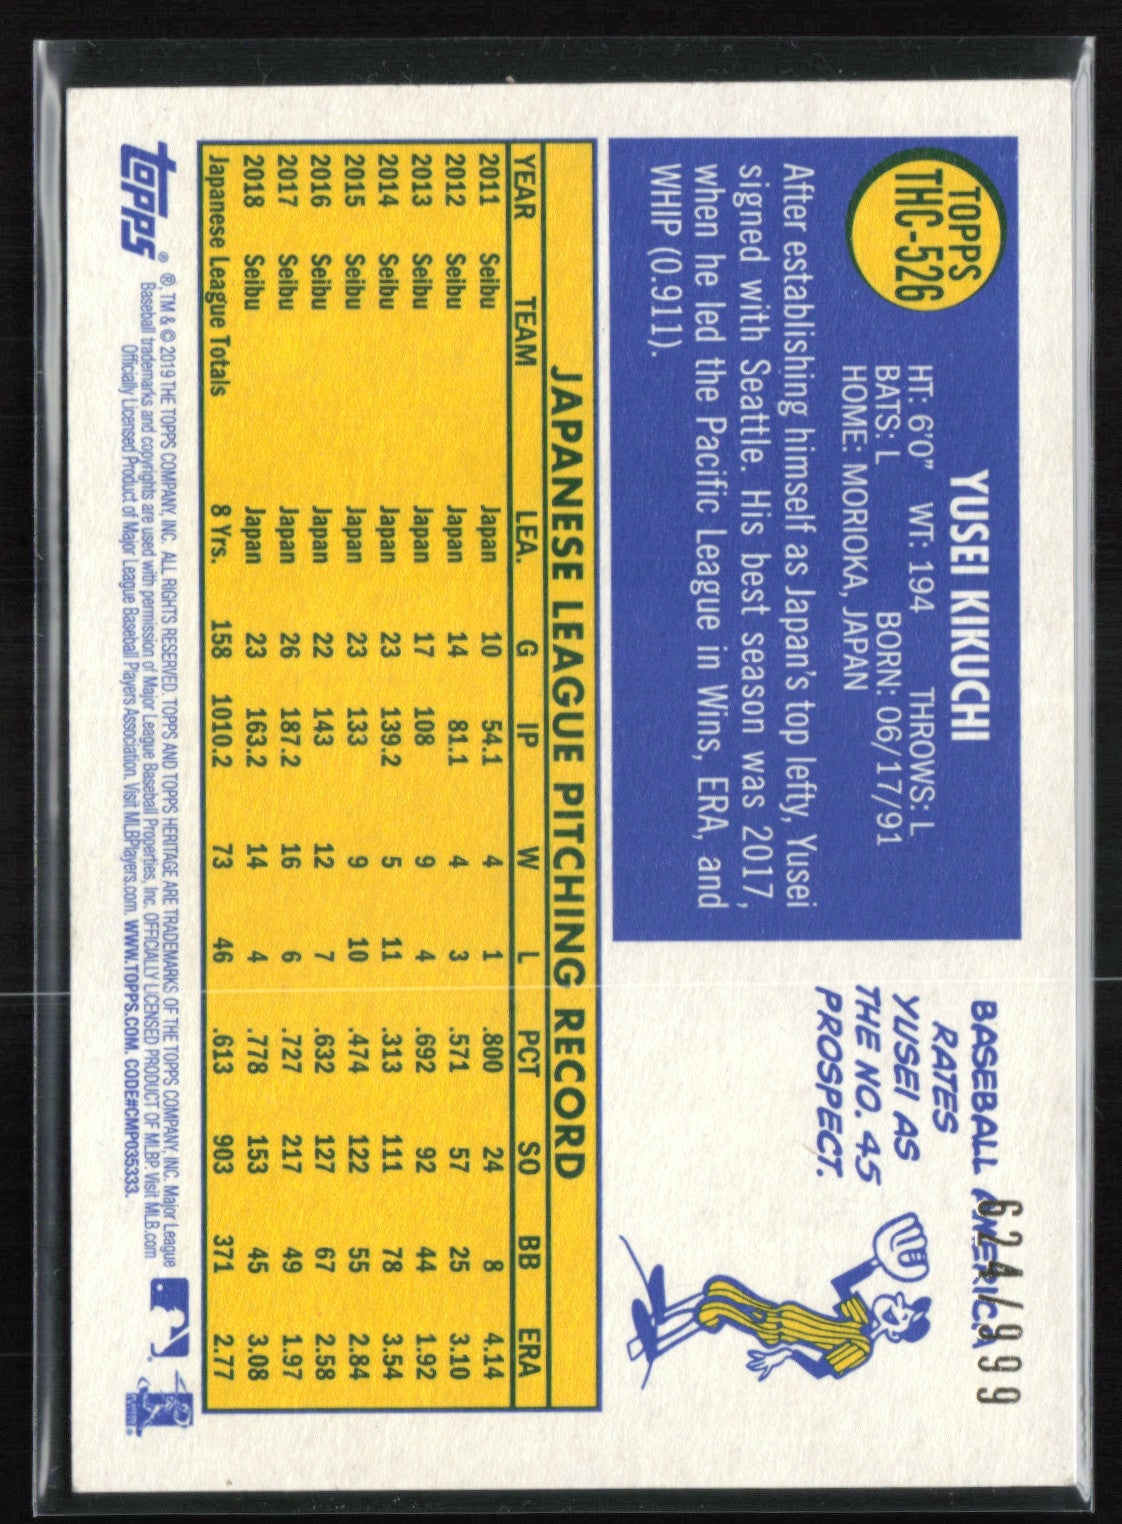 TOPPS
THC-526
YUSEI KIKUCHI
HT: 6'0" WT: 194 THROWS: L
BATS: L BORN: 06/17/91
HOME: MORIOKA, JAPAN
After establishing himself as Japan's top lefty, Yusei
signed with Seattle. His best season was 2017,
when he led the Pacific League in Wins, ERA, and
WHIP (0.911).
BASEBALL AMERICA
RATES
YUSEI AS
THE NO. 45
PROSPECT.
624/999
JAPANESE LEAGUE PITCHING RECORD
YEAR TEAM LEA. G IP W L PCT SO BB ERA
2011 Seibu Japan 10 54.1 4 1 .800 24 8 4.14
2012 Seibu Japan 14 81.1 4 3 .571 57 25 3.10
2013 Seibu Japan 17 108 9 4 .692 92 44 1.92
2014 Seibu Japan 23 139.2 5 11 .313 111 78 3.54
2015 Seibu Japan 23 133 9 10 .474 122 55 2.84
2016 Seibu Japan 22 143 12 7 .632 127 67 2.58
2017 Seibu Japan 26 187.2 16 6 .727 217 49 1.97
2018 Seibu Japan 23 163.2 14 4 .778 153 45 3.08
Japanese League Totals 8 Yrs. 158 1010.2 73 46 .613 903 371 2.77
topps®
®, TM & © 2019 THE TOPPS COMPANY, INC. ALL RIGHTS RESERVED. TOPPS AND TOPPS HERITAGE ARE TRADEMARKS OF THE TOPPS COMPANY, INC. Major League
Baseball trademarks and copyrights are used with permission of Major League Baseball Properties, Inc. OFFICIALLY LICENSED PRODUCT OF MLBP. Visit MLB.com
Officially Licensed Product of Major League Baseball Players Association. Visit MLBPlayers.com. WWW.TOPPS.COM. CODE#CMP035333.